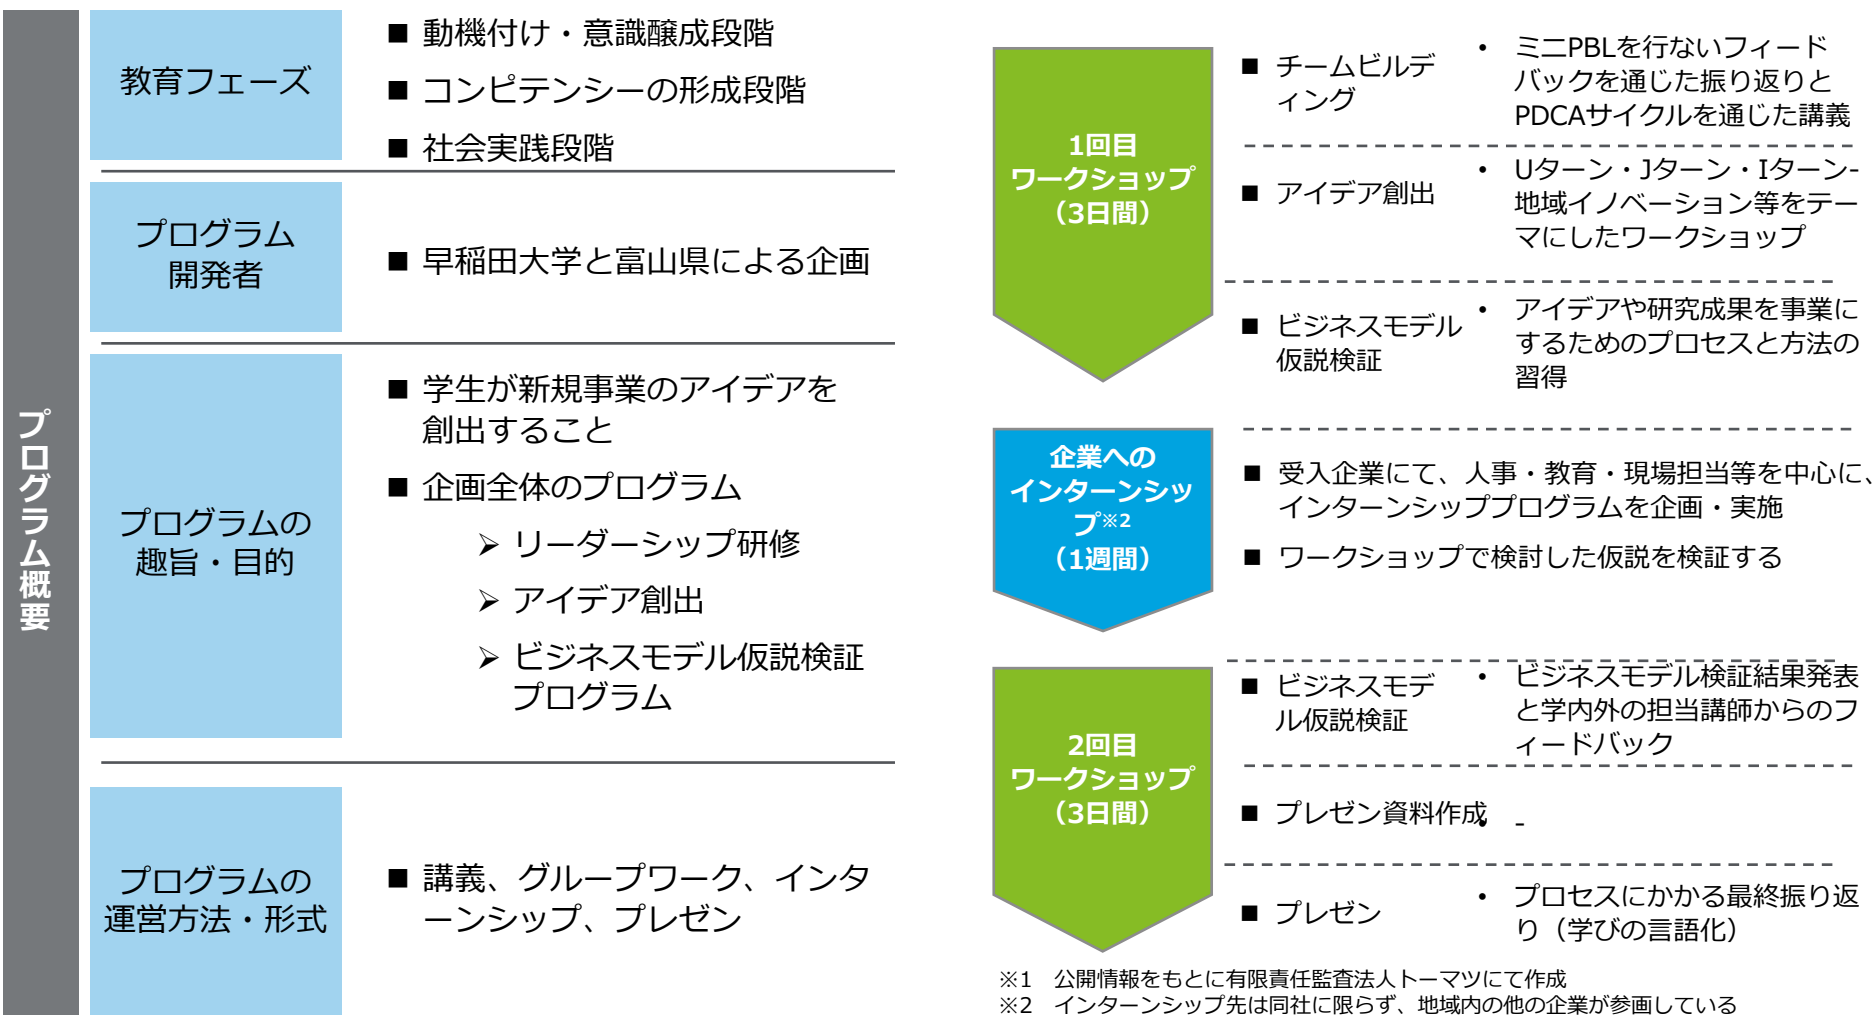 プログラム概要
教育フェーズ
■ 動機付け・意識醸成段階
■ コンピテンシーの形成段階
■ 社会実践段階
プログラム
開発者
■ 早稲田大学と富山県による企画
プログラムの
趣旨・目的
■ 学生が新規事業のアイデアを
創出すること
■ 企画全体のプログラム
➢ リーダーシップ研修
➢ アイデア創出
➢ ビジネスモデル仮説検証
プログラム
プログラムの
運営方法・形式
■ 講義、グループワーク、インタ
ーンシップ、プレゼン
1回目
ワークショップ
（3日間）
■ チームビルデ
ィング
• ミニPBLを行ないフィード
バックを通じた振り返りと
PDCAサイクルを通じた講義
■ アイデア創出
• Uターン・Jターン・Iターン-
地域イノベーション等をテー
マにしたワークショップ
■ ビジネスモデル
仮説検証
• アイデアや研究成果を事業に
するためのプロセスと方法の
習得
企業への
インターンシッ
プ※2
（1週間）
■ 受入企業にて、人事・教育・現場担当等を中心に、
インターンシッププログラムを企画・実施
■ ワークショップで検討した仮説を検証する
2回目
ワークショップ
（3日間）
■ ビジネスモデ
ル仮説検証
• ビジネスモデル検証結果発表
と学内外の担当講師からのフ
ィードバック
■ プレゼン資料作成
• -
■ プレゼン
• プロセスにかかる最終振り返
り（学びの言語化）
※1 公開情報をもとに有限責任監査法人トーマツにて作成
※2 インターンシップ先は同社に限らず、地域内の他の企業が参画している